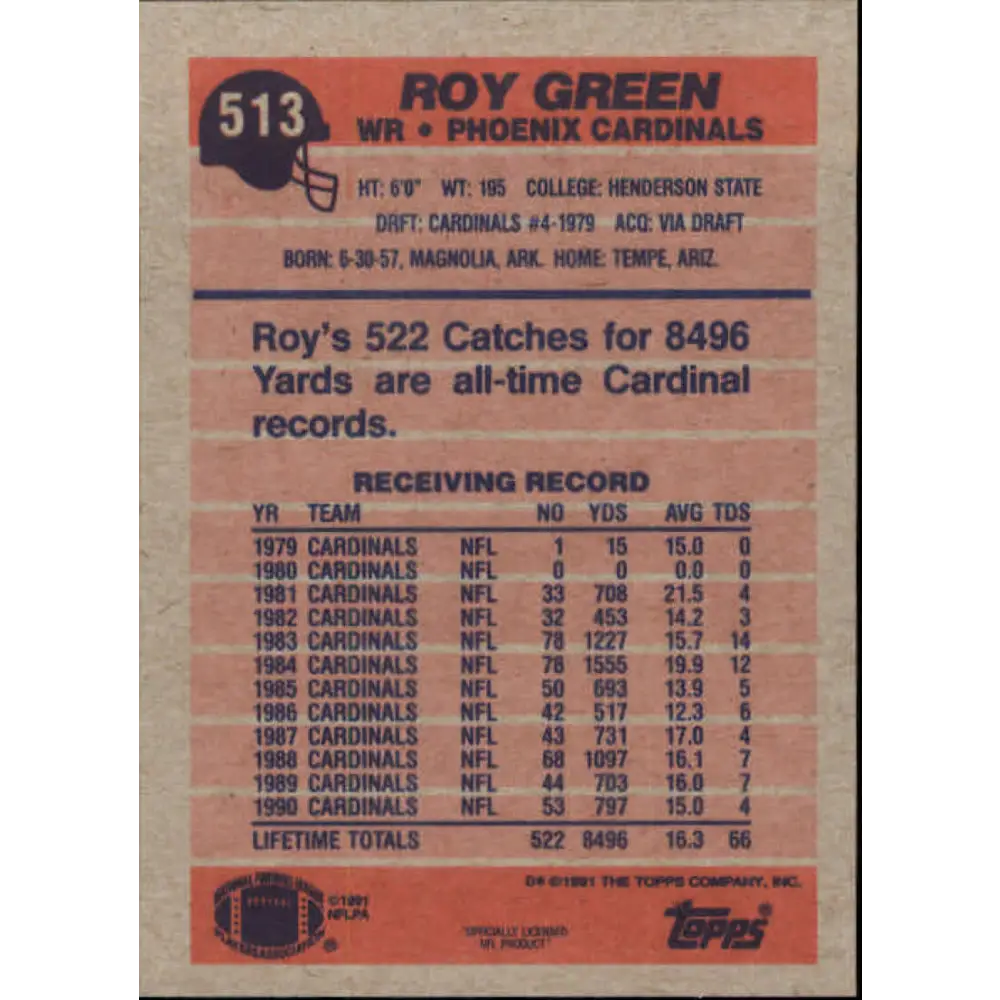 513
ROY GREEN
WR • PHOENIX CARDINALS
HT: 6'0" WT: 195 COLLEGE: HENDERSON STATE
DRFT: CARDINALS #4-1979 ACQ: VIA DRAFT
BORN: 6-30-57, MAGNOLIA, ARK. HOME: TEMPE, ARIZ.
Roy's 522 Catches for 8496
Yards are all-time Cardinal
records.
RECEIVING RECORD
YR TEAM NO YDS AVG TDS
1979 CARDINALS NFL 1 15 15.0 0
1980 CARDINALS NFL 0 0 0.0 0
1981 CARDINALS NFL 33 708 21.5 4
1982 CARDINALS NFL 32 453 14.2 3
1983 CARDINALS NFL 78 1227 15.7 14
1984 CARDINALS NFL 78 1555 19.9 12
1985 CARDINALS NFL 50 693 13.9 5
1986 CARDINALS NFL 42 517 12.3 6
1987 CARDINALS NFL 43 731 17.0 4
1988 CARDINALS NFL 68 1097 16.1 7
1989 CARDINALS NFL 44 703 16.0 7
1990 CARDINALS NFL 53 797 15.0 4
LIFETIME TOTALS 522 8496 16.3 66
D* ©1991 THE TOPPS COMPANY, INC.
NATIONAL FOOTBALL LEAGUE
PLAYERS ASSOCIATION
®
©1991
NFLPA
"OFFICIALLY LICENSED
NFL PRODUCT"
Topps®